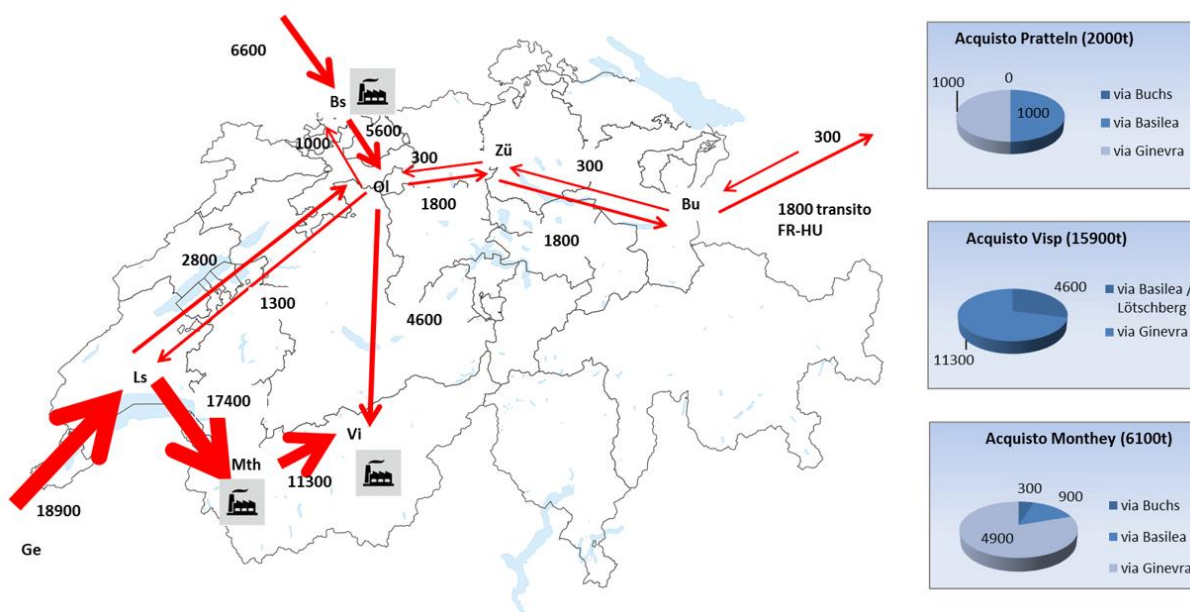 6600
Bs
5600
1000
300
Zü
Ol
1800
300
Bu
300
1800 transito
FR-HU
1800
2800
1300
4600
Ls
17400
Vi
Mth
11300
18900
Ge
Acquisto Pratteln (2000t)
1000
0
1000
via Buchs
via Basilea
via Ginevra
Acquisto Visp (15900t)
4600
11300
via Basilea /
Lötschberg
via Ginevra
Acquisto Monthey (6100t)
300
900
4900
via Buchs
via Basilea
via Ginevra